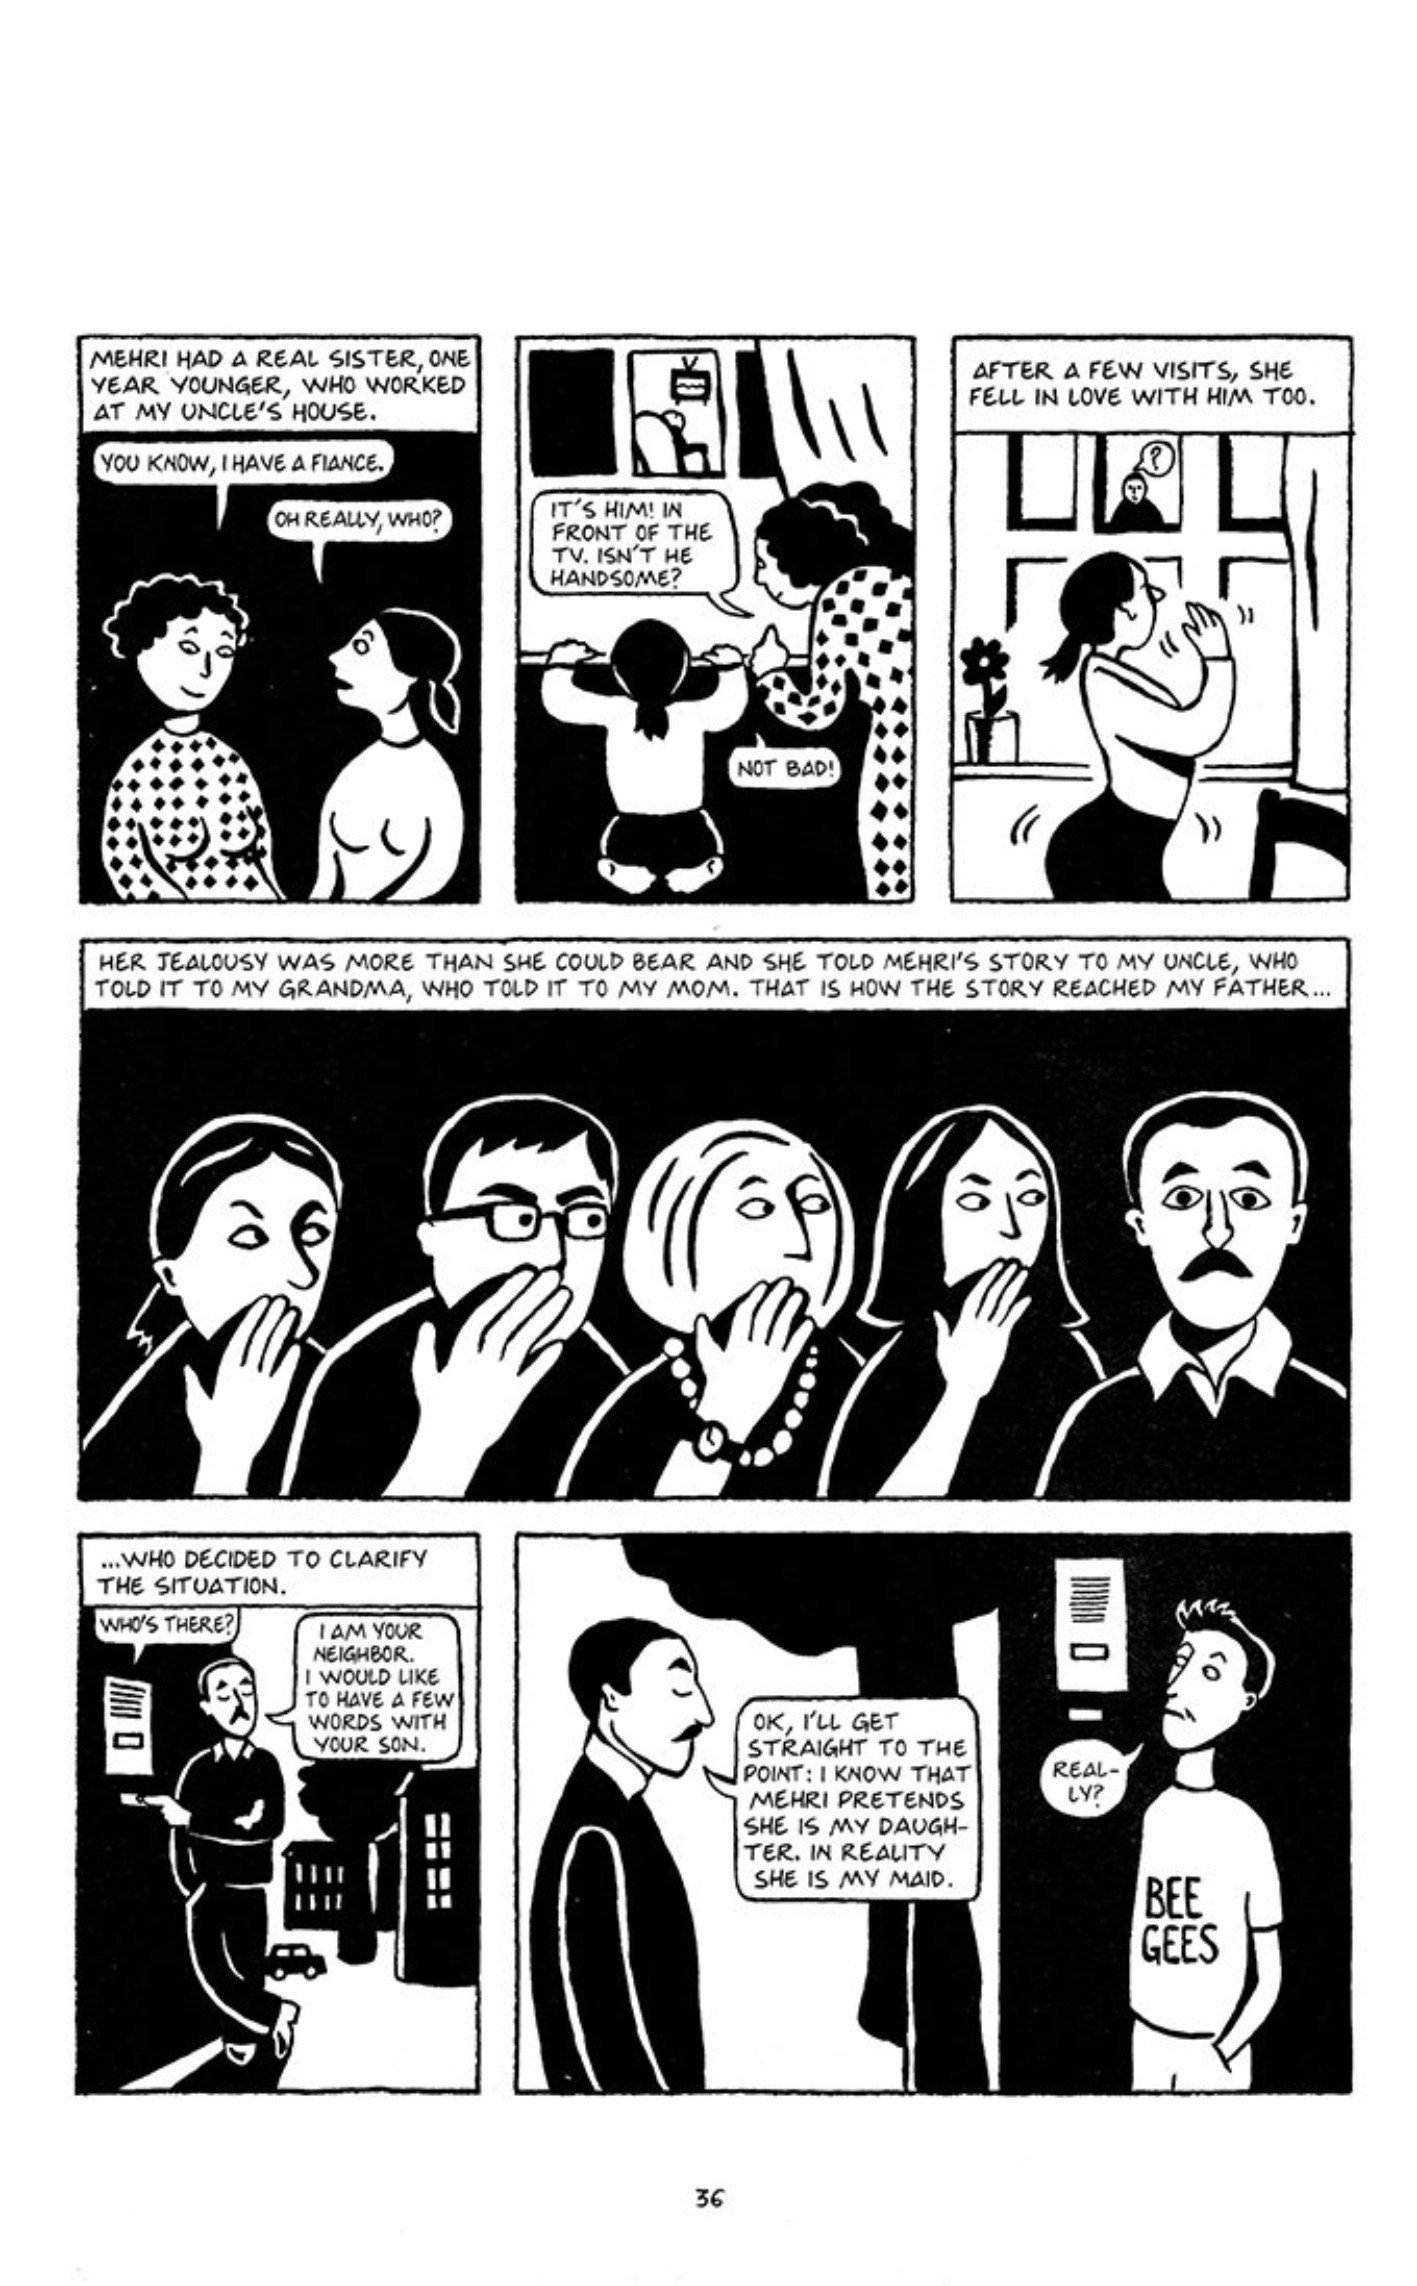 MEHRI HAD A REAL SISTER, ONE
YEAR YOUNGER, WHO WORKED
AT MY UNCLE'S HOUSE.
YOU KNOW, I HAVE A FIANCE.
OH REALLY, WHO?
IT'S HIM! IN
FRONT OF THE
TV. ISN'T HE
HANDSOME?
NOT BAD!
AFTER A FEW VISITS, SHE
FELL IN LOVE WITH HIM TOO.
?
HER JEALOUSY WAS MORE THAN SHE COULD BEAR AND SHE TOLD MEHRI'S STORY TO MY UNCLE, WHO
TOLD IT TO MY GRANDMA, WHO TOLD IT TO MY MOM. THAT IS HOW THE STORY REACHED MY FATHER...
...WHO DECIDED TO CLARIFY
THE SITUATION.
WHO'S THERE?
I AM YOUR
NEIGHBOR.
I WOULD LIKE
TO HAVE A FEW
WORDS WITH
YOUR SON.
OK, I'LL GET
STRAIGHT TO THE
POINT: I KNOW THAT
MEHRI PRETENDS
SHE IS MY DAUGH-
TER. IN REALITY
SHE IS MY MAID.
REAL-
LY?
BEE
GEES
36